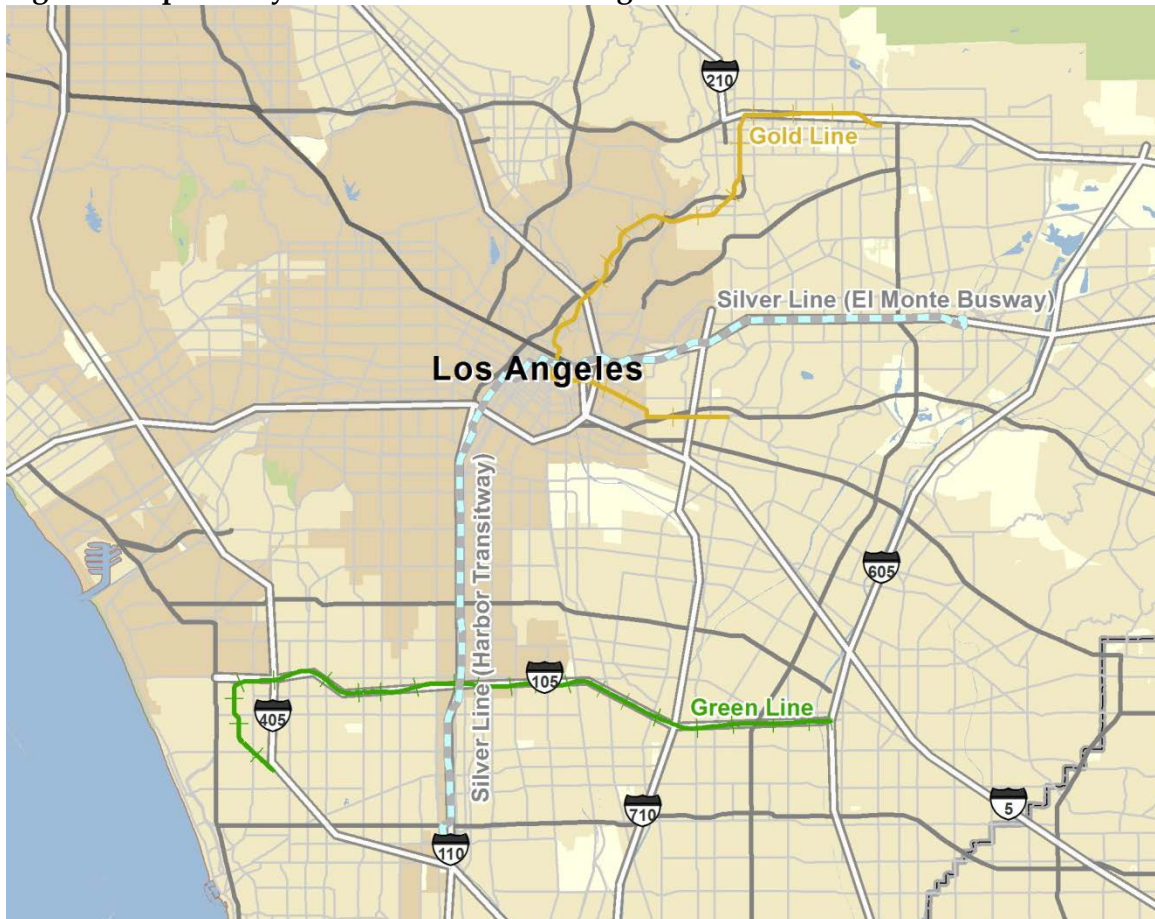 210
Gold Line
Silver Line (El Monte Busway)
Los Angeles
Silver Line (Harbor Transitway)
605
105
405
Green Line
710
5
110